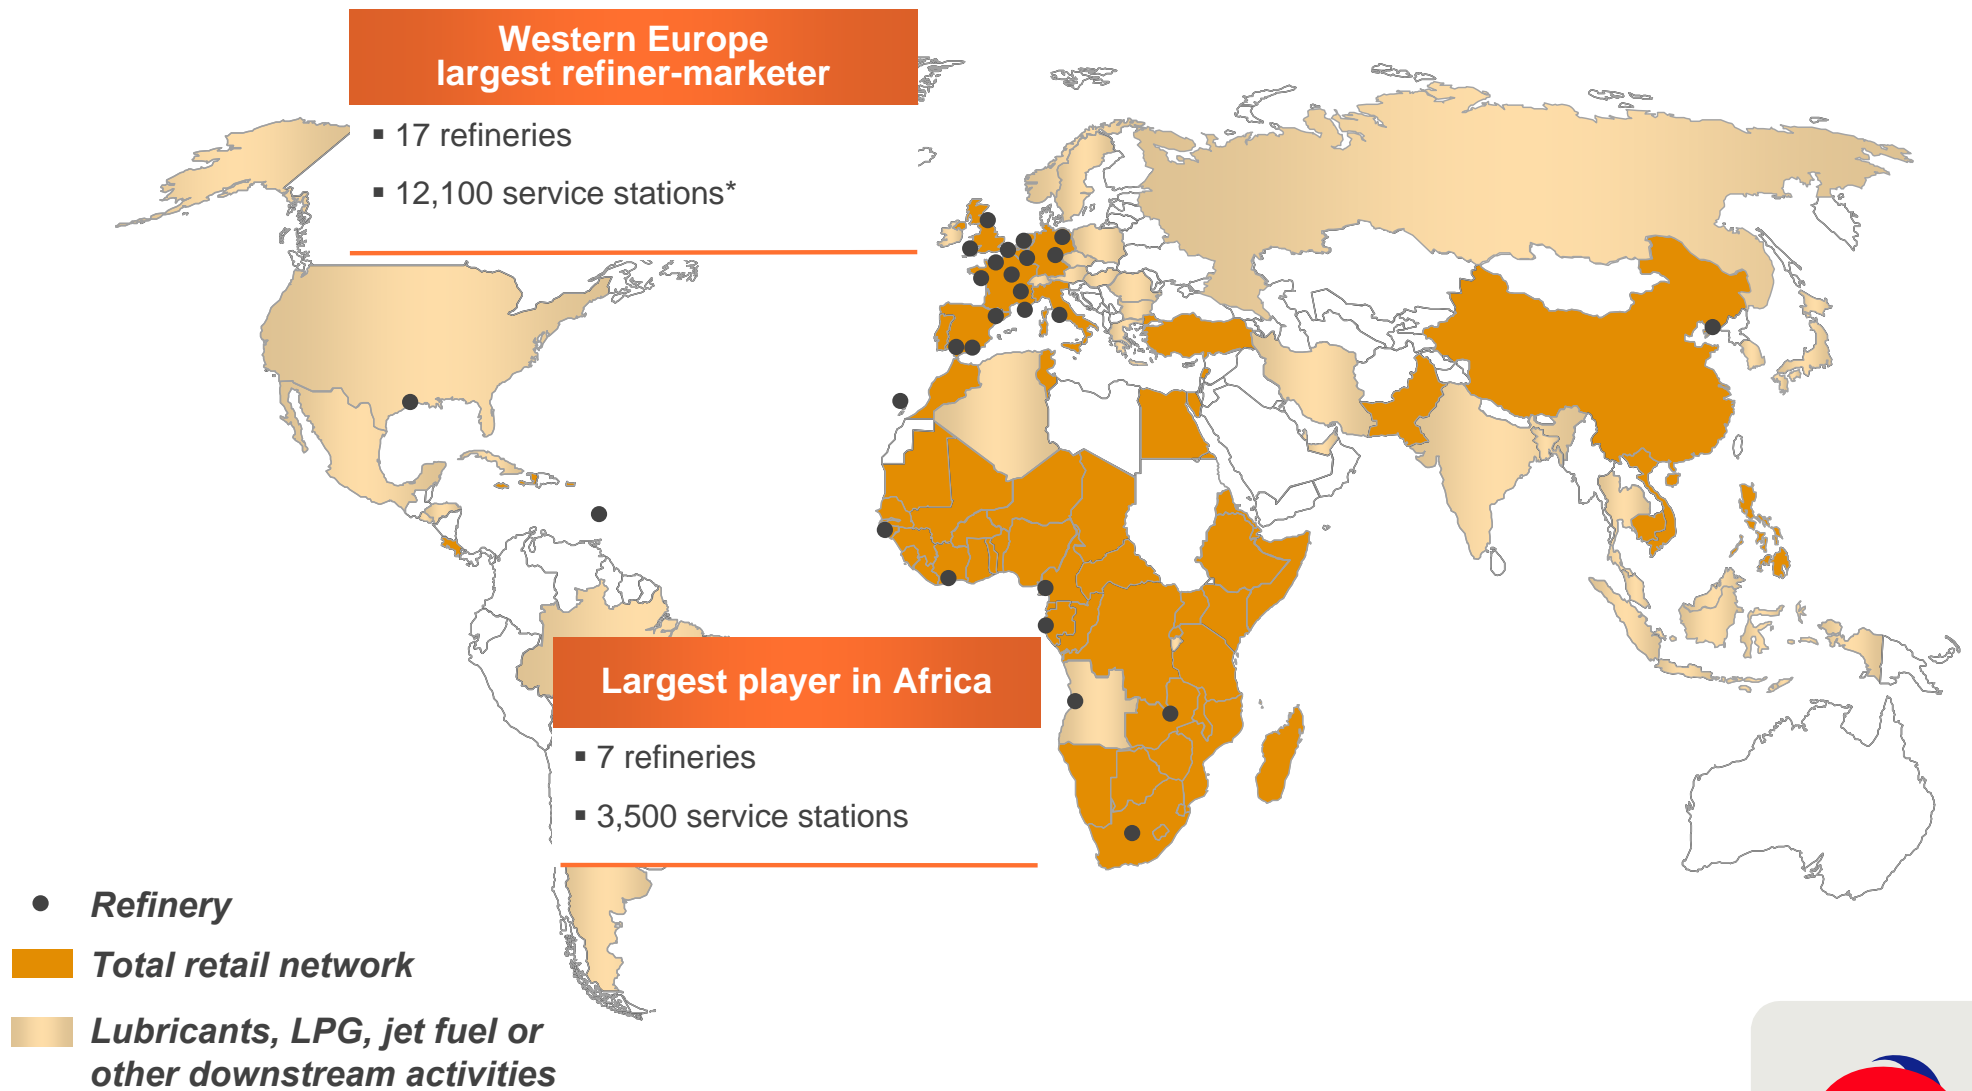 Western Europe
largest refiner-marketer
▪ 17 refineries
▪ 12,100 service stations*
Largest player in Africa
▪ 7 refineries
▪ 3,500 service stations
Refinery
Total retail network
Lubricants, LPG, jet fuel or
other downstream activities